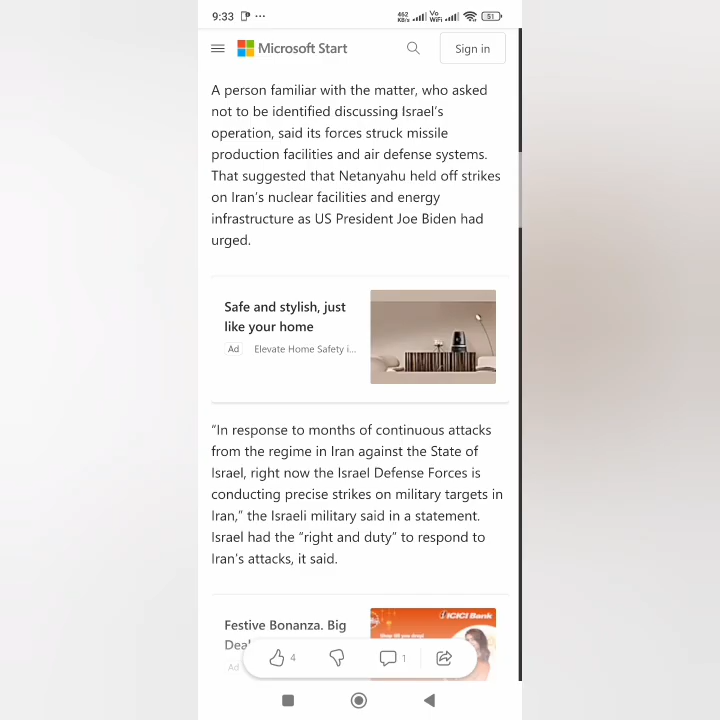 9:33
462
KB/s
Vo
WiFi
51
Microsoft Start
Sign in
A person familiar with the matter, who asked
not to be identified discussing Israel’s
operation, said its forces struck missile
production facilities and air defense systems.
That suggested that Netanyahu held off strikes
on Iran’s nuclear facilities and energy
infrastructure as US President Joe Biden had
urged.
Safe and stylish, just
like your home
Ad Elevate Home Safety i...
“In response to months of continuous attacks
from the regime in Iran against the State of
Israel, right now the Israel Defense Forces is
conducting precise strikes on military targets in
Iran,” the Israeli military said in a statement.
Israel had the “right and duty” to respond to
Iran’s attacks, it said.
Festive Bonanza. Big
ICICI Bank
Ad
4
1